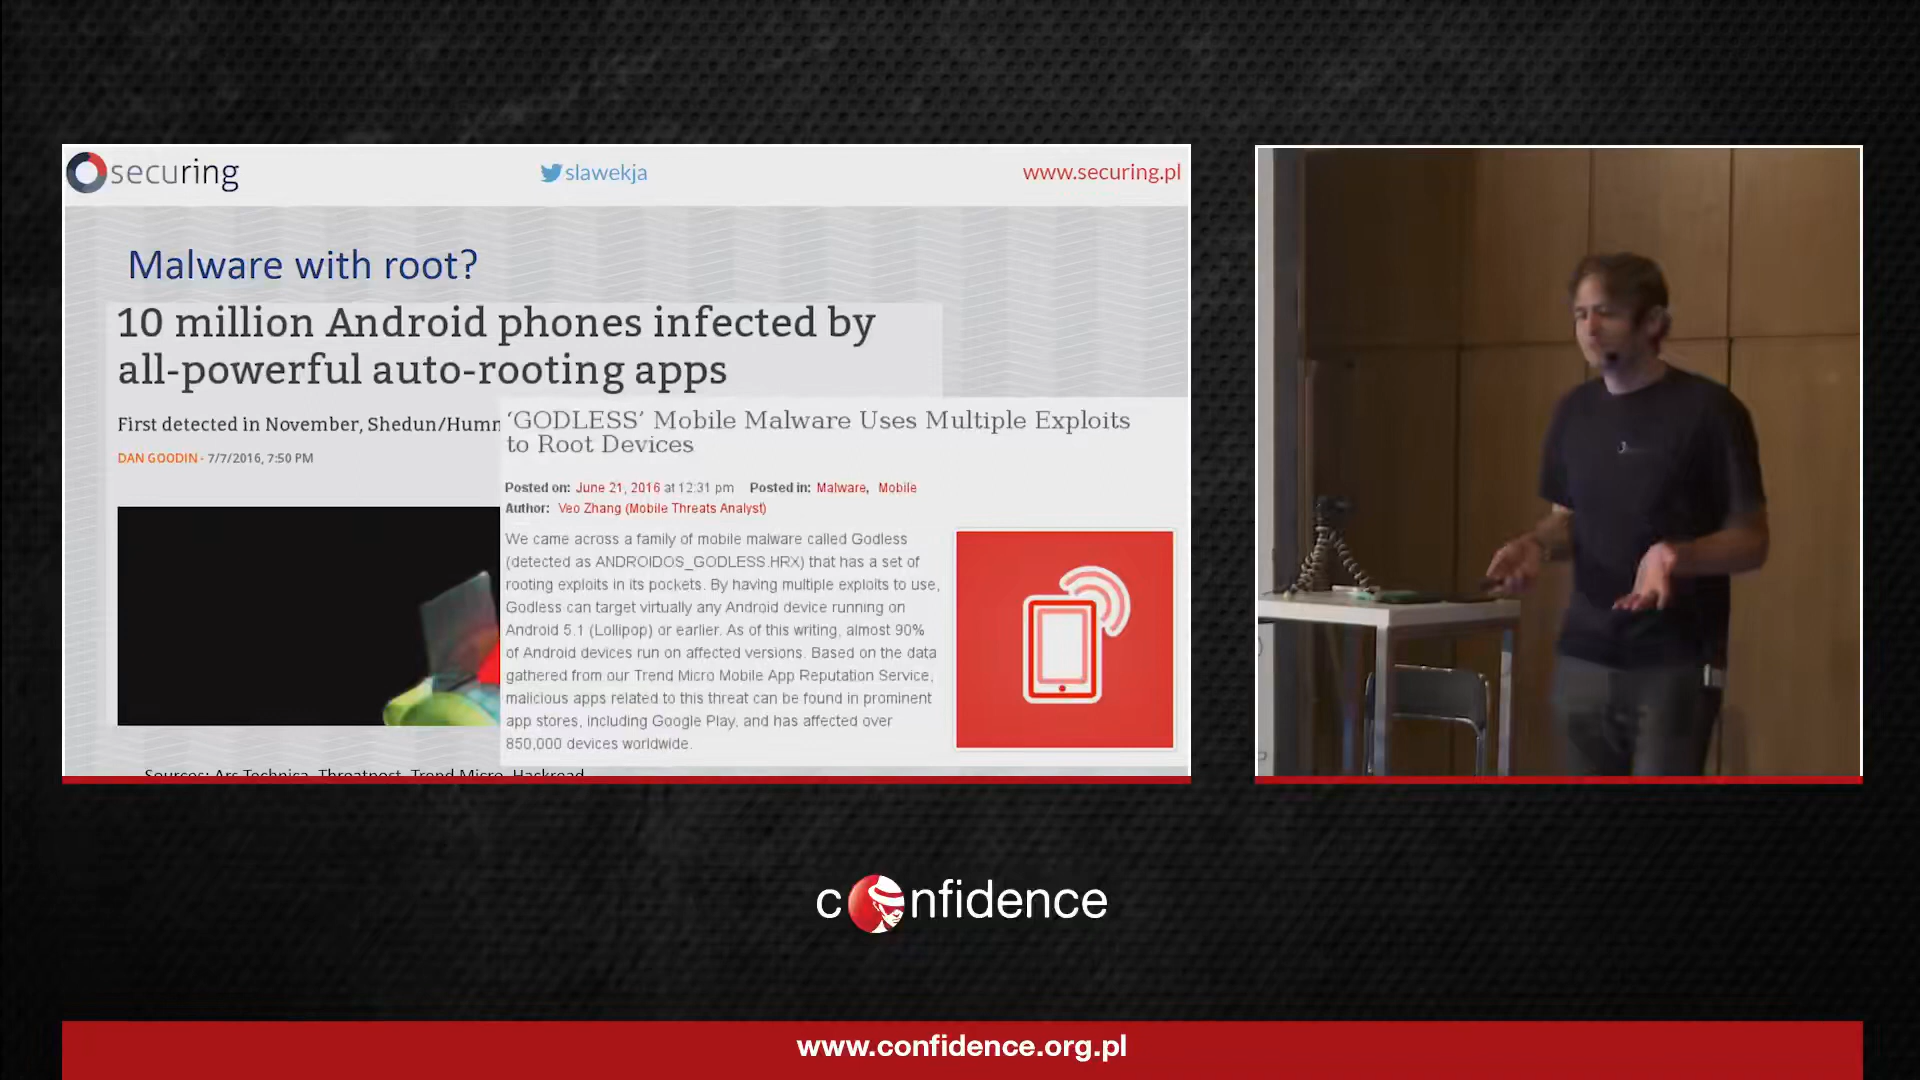 securing
slawekja
www.securing.pl
Malware with root?
10 million Android phones infected by
all-powerful auto-rooting apps
First detected in November, Shedun/Humm
DAN GOODIN - 7/7/2016, 7:50 PM
‘GODLESS’ Mobile Malware Uses Multiple Exploits
to Root Devices
Posted on: June 21, 2016 at 12:31 pm Posted in: Malware, Mobile
Author: Veo Zhang (Mobile Threats Analyst)
We came across a family of mobile malware called Godless
(detected as ANDROIDOS_GODLESS.HRX) that has a set of
rooting exploits in its pockets. By having multiple exploits to use,
Godless can target virtually any Android device running on
Android 5.1 (Lollipop) or earlier. As of this writing, almost 90%
of Android devices run on affected versions. Based on the data
gathered from our Trend Micro Mobile App Reputation Service,
malicious apps related to this threat can be found in prominent
app stores, including Google Play, and has affected over
850,000 devices worldwide.
Sources: Ars Technica, Threatpost, Trend Micro, Hackread
confidence
www.confidence.org.pl